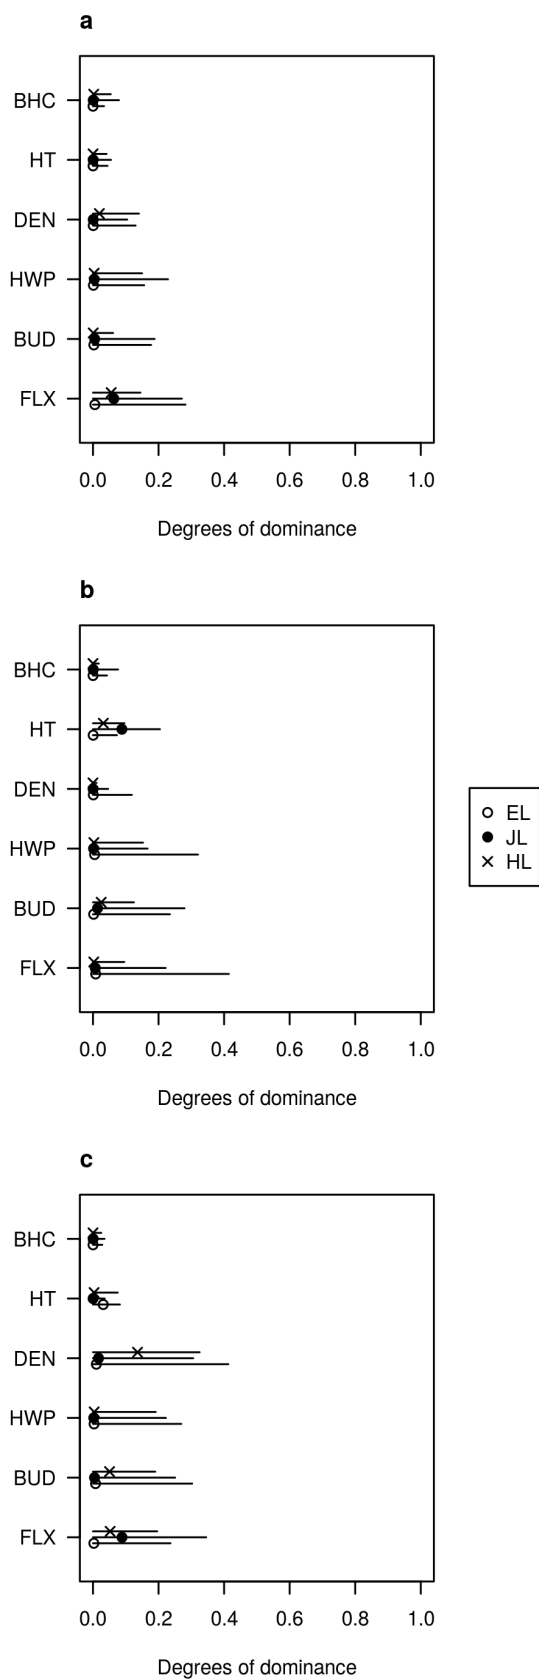 a
BHC
HT
DEN
HWP
BUD
FLX
0.0 0.2 0.4 0.6 0.8 1.0
Degrees of dominance
b
BHC
HT
DEN
HWP
BUD
FLX
0.0 0.2 0.4 0.6 0.8 1.0
Degrees of dominance
EL
JL
HL
c
BHC
HT
DEN
HWP
BUD
FLX
0.0 0.2 0.4 0.6 0.8 1.0
Degrees of dominance